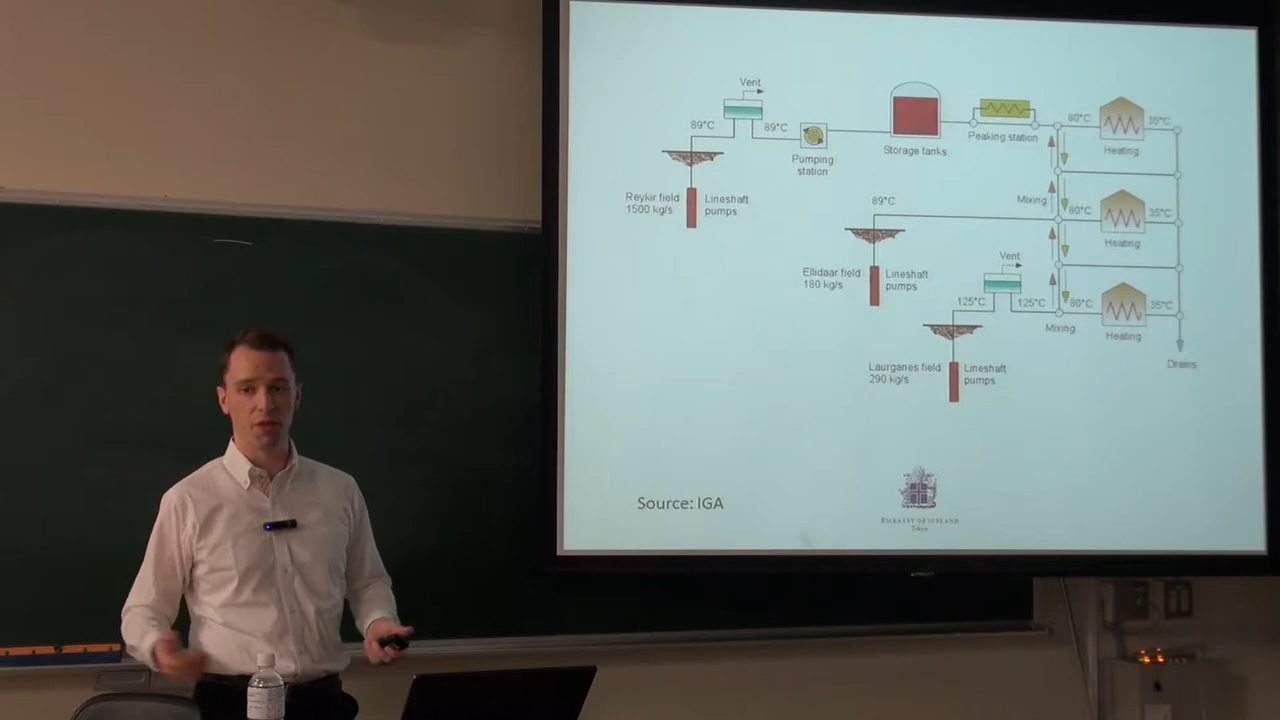 Vent
89°C
89°C
Pumping
station
Storage tanks
Peaking station
80°C
35°C
Heating
Reykir field
1500 kg/s
Lineshaft
pumps
89°C
Mixing
80°C
35°C
Heating
Ellidaar field
180 kg/s
Lineshaft
pumps
Vent
125°C
125°C
80°C
35°C
Mixing
Heating
Drains
Laurganes field
290 kg/s
Lineshaft
pumps
Source: IGA
EMBASSY OF ICELAND
Tokyo